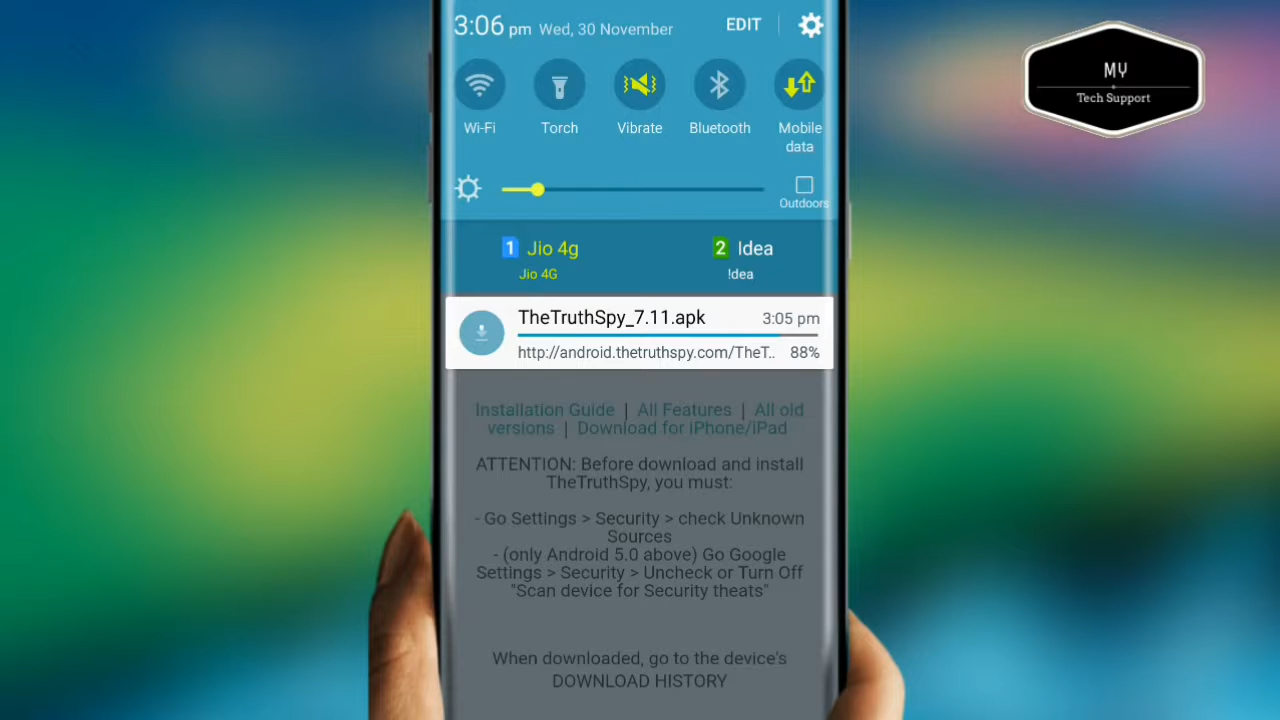 3:06 pm Wed, 30 November EDIT
MY
Tech Support
Wi-Fi Torch Vibrate Bluetooth Mobile data
Outdoors
1 Jio 4g 2 Idea
Jio 4G !dea
TheTruthSpy_7.11.apk 3:05 pm
http://android.thetruthspy.com/TheT.. 88%
Installation Guide | All Features | All old
versions | Download for iPhone/iPad
ATTENTION: Before download and install
TheTruthSpy, you must:
- Go Settings > Security > check Unknown
Sources
- (only Android 5.0 above) Go Google
Settings > Security > Uncheck or Turn Off
"Scan device for Security theats"
When downloaded, go to the device's
DOWNLOAD HISTORY